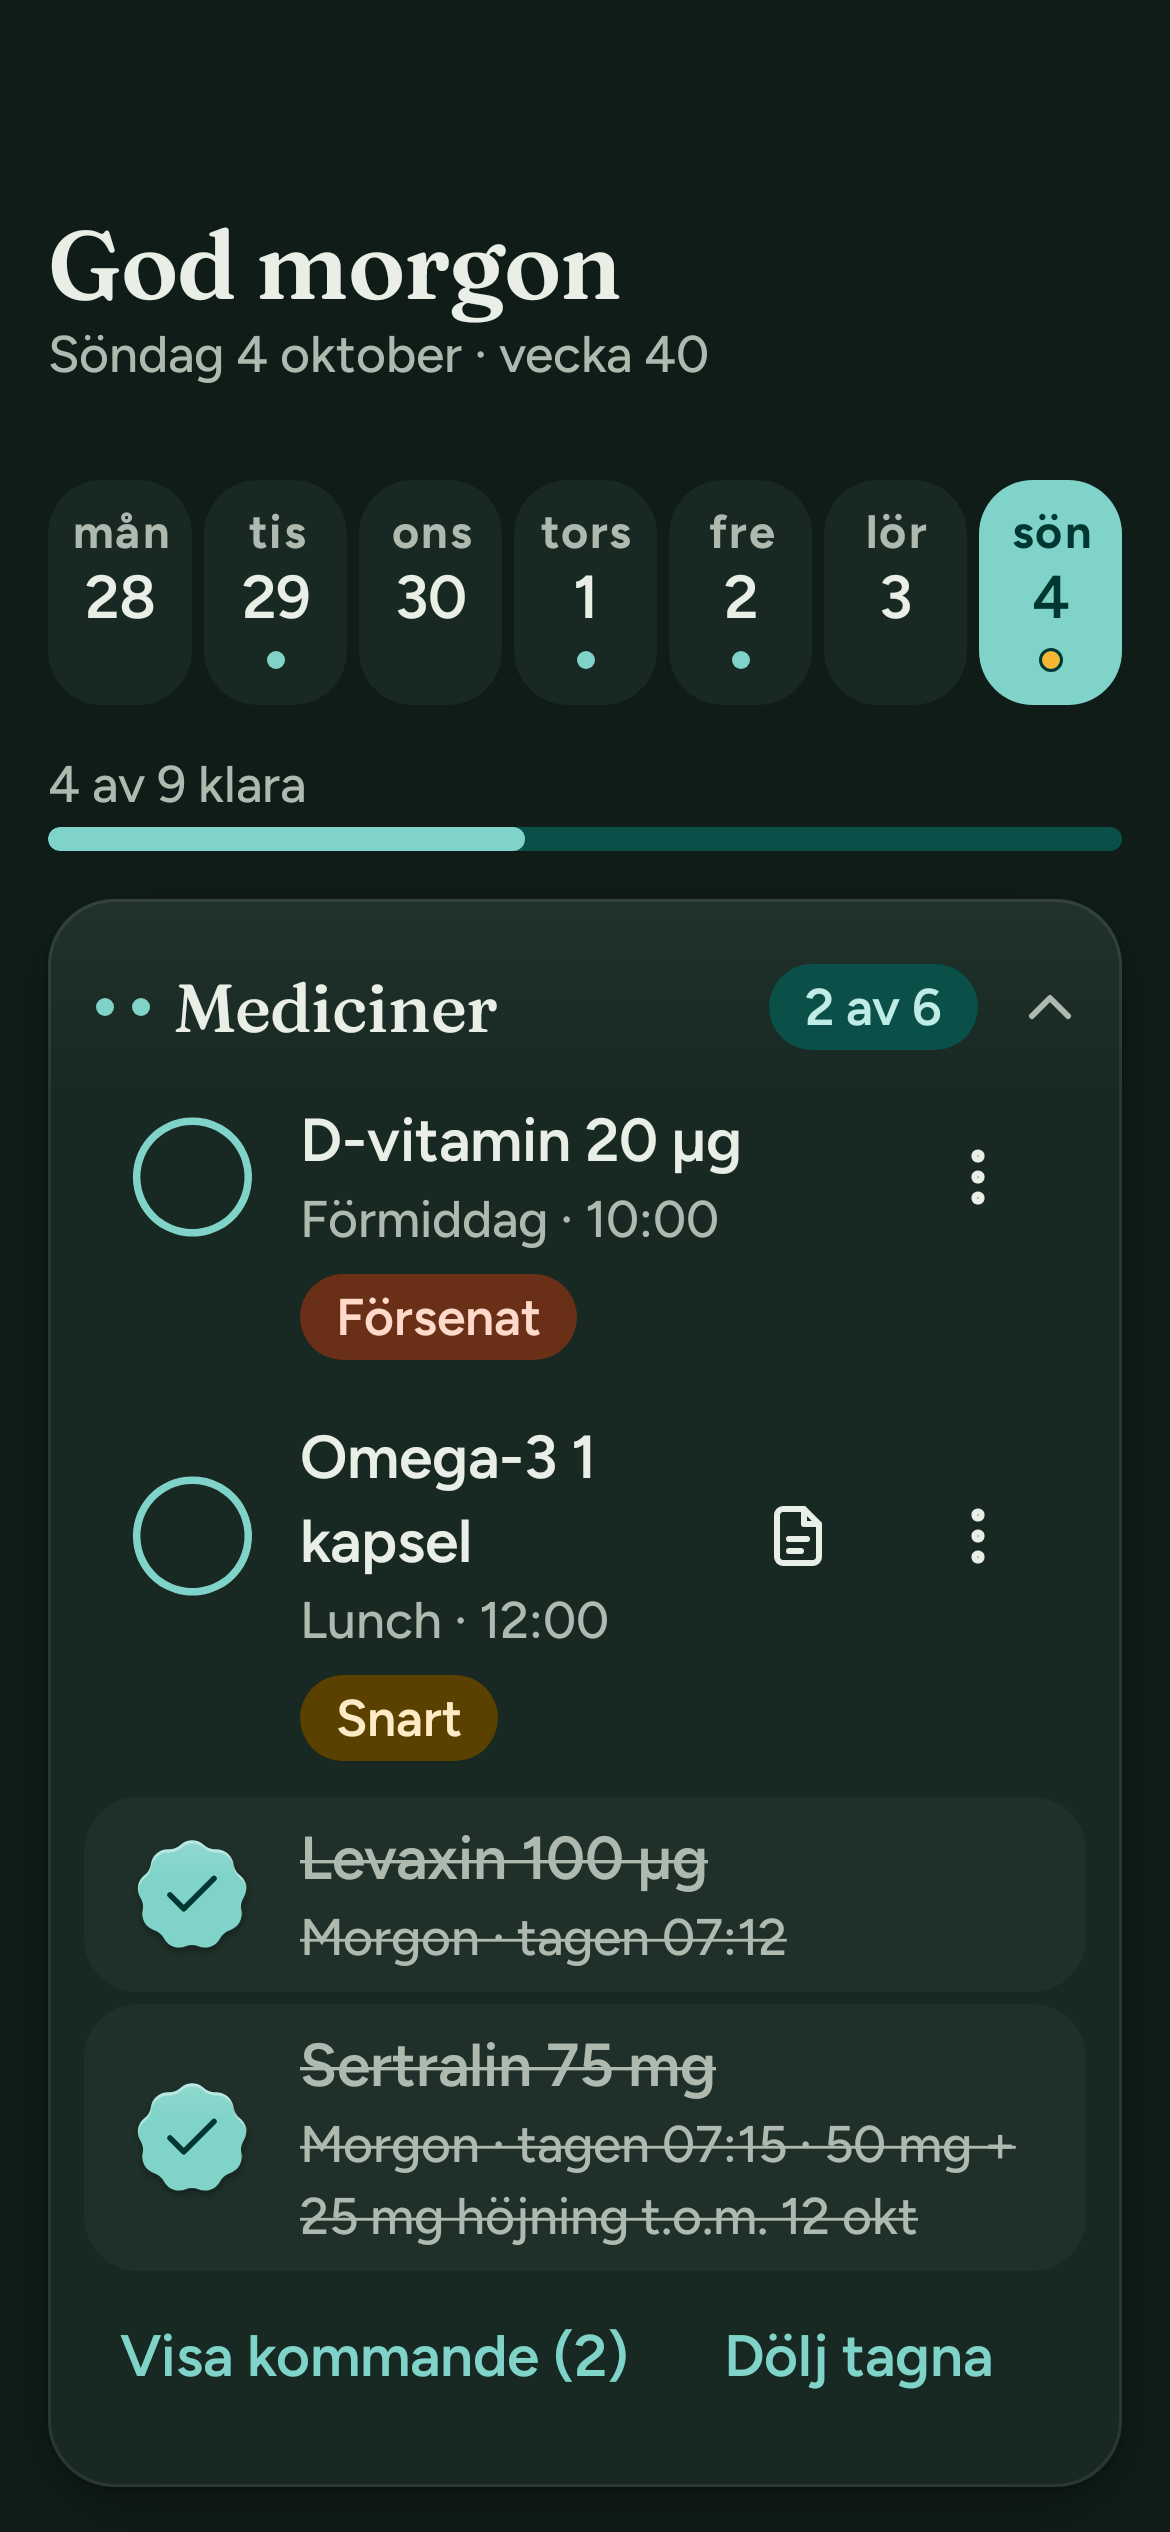 God morgon
Söndag 4 oktober · vecka 40
mån tis ons tors fre lör sön
28 29 30 1 2 3 4
4 av 9 klara
Mediciner 2 av 6
D-vitamin 20 µg
Förmiddag · 10:00
Försenat
Omega-3 1
kapsel
Lunch · 12:00
Snart
Levaxin 100 µg
Morgon · tagen 07:12
Sertralin 75 mg
Morgon · tagen 07:15 · 50 mg +
25 mg höjning t.o.m. 12 okt
Visa kommande (2) Dölj tagna